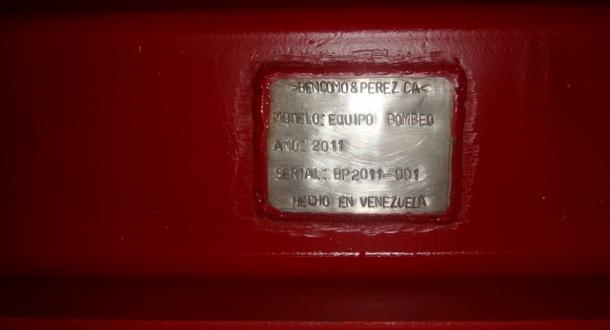 >BENCOMO&PEREZ CA<
MODELO: EQUIPO BOMBEO
AÑO: 2011
SERIAL: BP2011-001
HECHO EN VENEZUELA